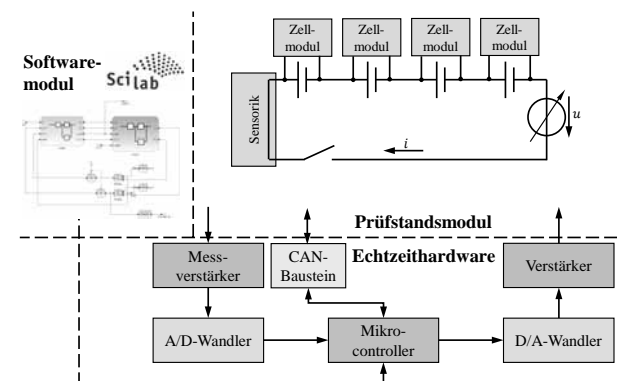 Software-
modul
Scilab
Zell-
modul
Zell-
modul
Zell-
modul
Zell-
modul
Sensorik
u
i
Prüfstandsmodul
Echtzeithardware
Mess-
verstärker
CAN-
Baustein
Verstärker
A/D-Wandler
Mikro-
controller
D/A-Wandler